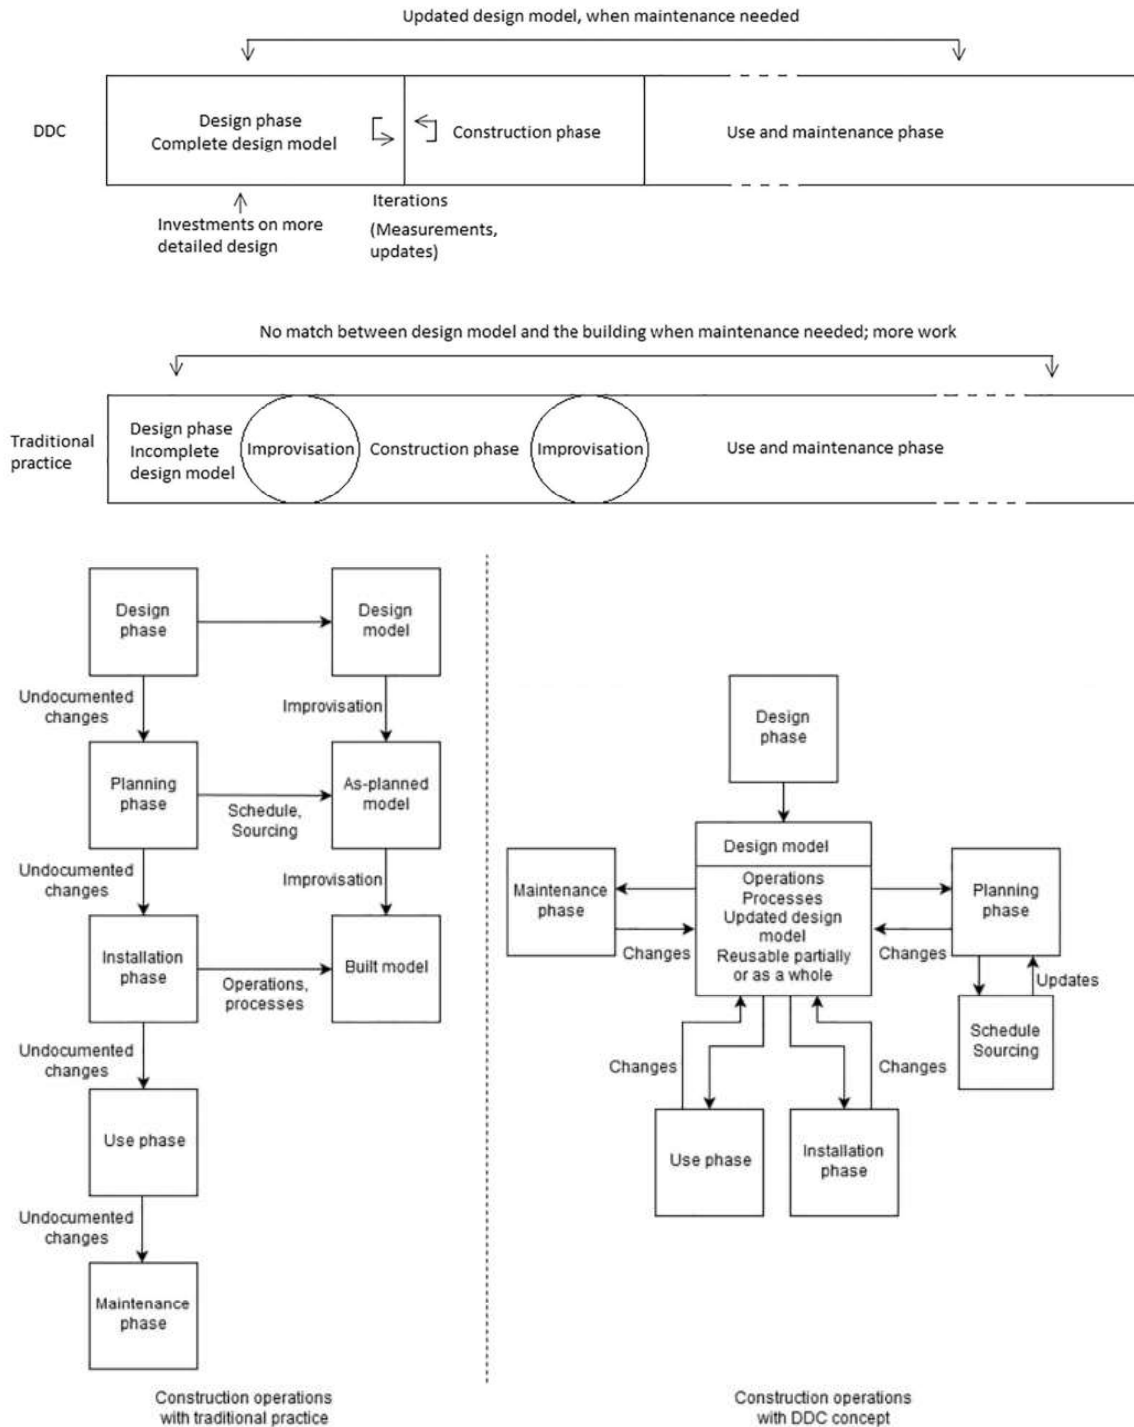 Updated design model, when maintenance needed
DDC
Design phase
Complete design model
Construction phase
Use and maintenance phase
Investments on more
detailed design
Iterations
(Measurements,
updates)
No match between design model and the building when maintenance needed; more work
Traditional
practice
Design phase
Incomplete
design model
Improvisation
Construction phase
Improvisation
Use and maintenance phase
Design
phase
Design
model
Undocumented
changes
Improvisation
Planning
phase
Schedule,
Sourcing
As-planned
model
Undocumented
changes
Improvisation
Installation
phase
Operations,
processes
Built model
Undocumented
changes
Use phase
Undocumented
changes
Maintenance
phase
Construction operations
with traditional practice
Design
phase
Design model
Operations
Processes
Updated design
model
Reusable partially
or as a whole
Maintenance
phase
Changes
Planning
phase
Changes
Updates
Schedule
Sourcing
Changes
Changes
Use phase
Installation
phase
Construction operations
with DDC concept